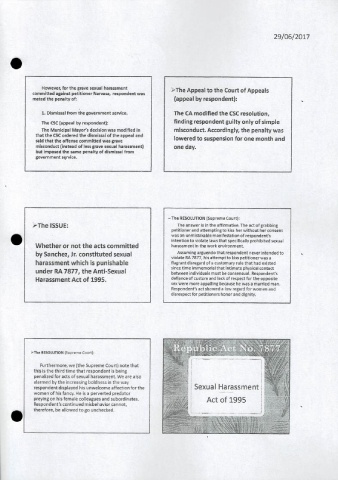 29/06/2017
However, for the grave sexual harassment
committed against petitioner Narvasa, respondent was
meted the penalty of:
1. Dismissal from the government service.
The CSC (appeal by respondent):
The Municipal Mayor's decision was modified in
that the CSC ordered the dismissal of the appeal and
said that the offense committed was grave
misconduct (instead of less grave sexual harassment)
but imposed the same penalty of dismissal from
government service.
➢The Appeal to the Court of Appeals
(appeal by respondent):
The CA modified the CSC resolution,
finding respondent guilty only of simple
misconduct. Accordingly, the penalty was
lowered to suspension for one month and
one day.
➢The ISSUE:
Whether or not the acts committed
by Sanchez, Jr. constituted sexual
harassment which is punishable
under RA 7877, the Anti-Sexual
Harassment Act of 1995.
The RESOLUTION (Supreme Court):
The answer is in the affirmative. The act of grabbing
petitioner and attempting to kiss her without her consent
was an unmistakable manifestation of respondent's
intention to violate laws that specifically prohibited sexual
harassment in the work environment.
Assuming arguendo that respondent never intended to
violate RA 7877, his attempt to kiss petitioner was a
flagrant disregard of a customary rule that had existed
since time immemorial that intimate physical contact
between individuals must be consensual. Respondent's
defiance of custom and lack of respect for the opposite
sex were more appalling because he was a married man.
Respondent's act showed a low regard for women and
disrespect for petitioner's honor and dignity.
➢The RESOLUTION (Supreme Court):
Furthermore, we (the Supreme Court) note that
this is the third time that respondent is being
penalized for acts of sexual harassment. We are also
alarmed by the increasing boldness in the way
respondent displayed his unwelcome affection for the
women of his fancy. He is a perverted predator
preying on his female colleagues and subordinates.
Respondent's continued misbehavior cannot,
therefore, be allowed to go unchecked.
Republic Act No. 7877
Sexual Harassment
Act of 1995